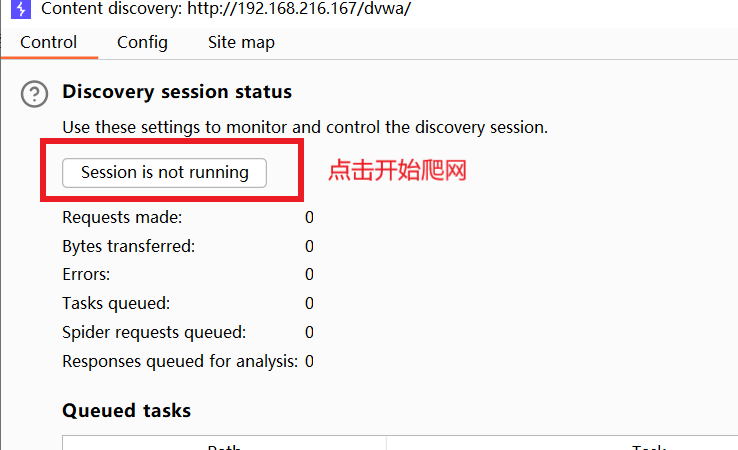 Content discovery: http://192.168.216.167/dvwa/
Control Config Site map
Discovery session status
Use these settings to monitor and control the discovery session.
Session is not running 点击开始爬网
Requests made: 0
Bytes transferred: 0
Errors: 0
Tasks queued: 0
Spider requests queued: 0
Responses queued for analysis: 0
Queued tasks
Path Task